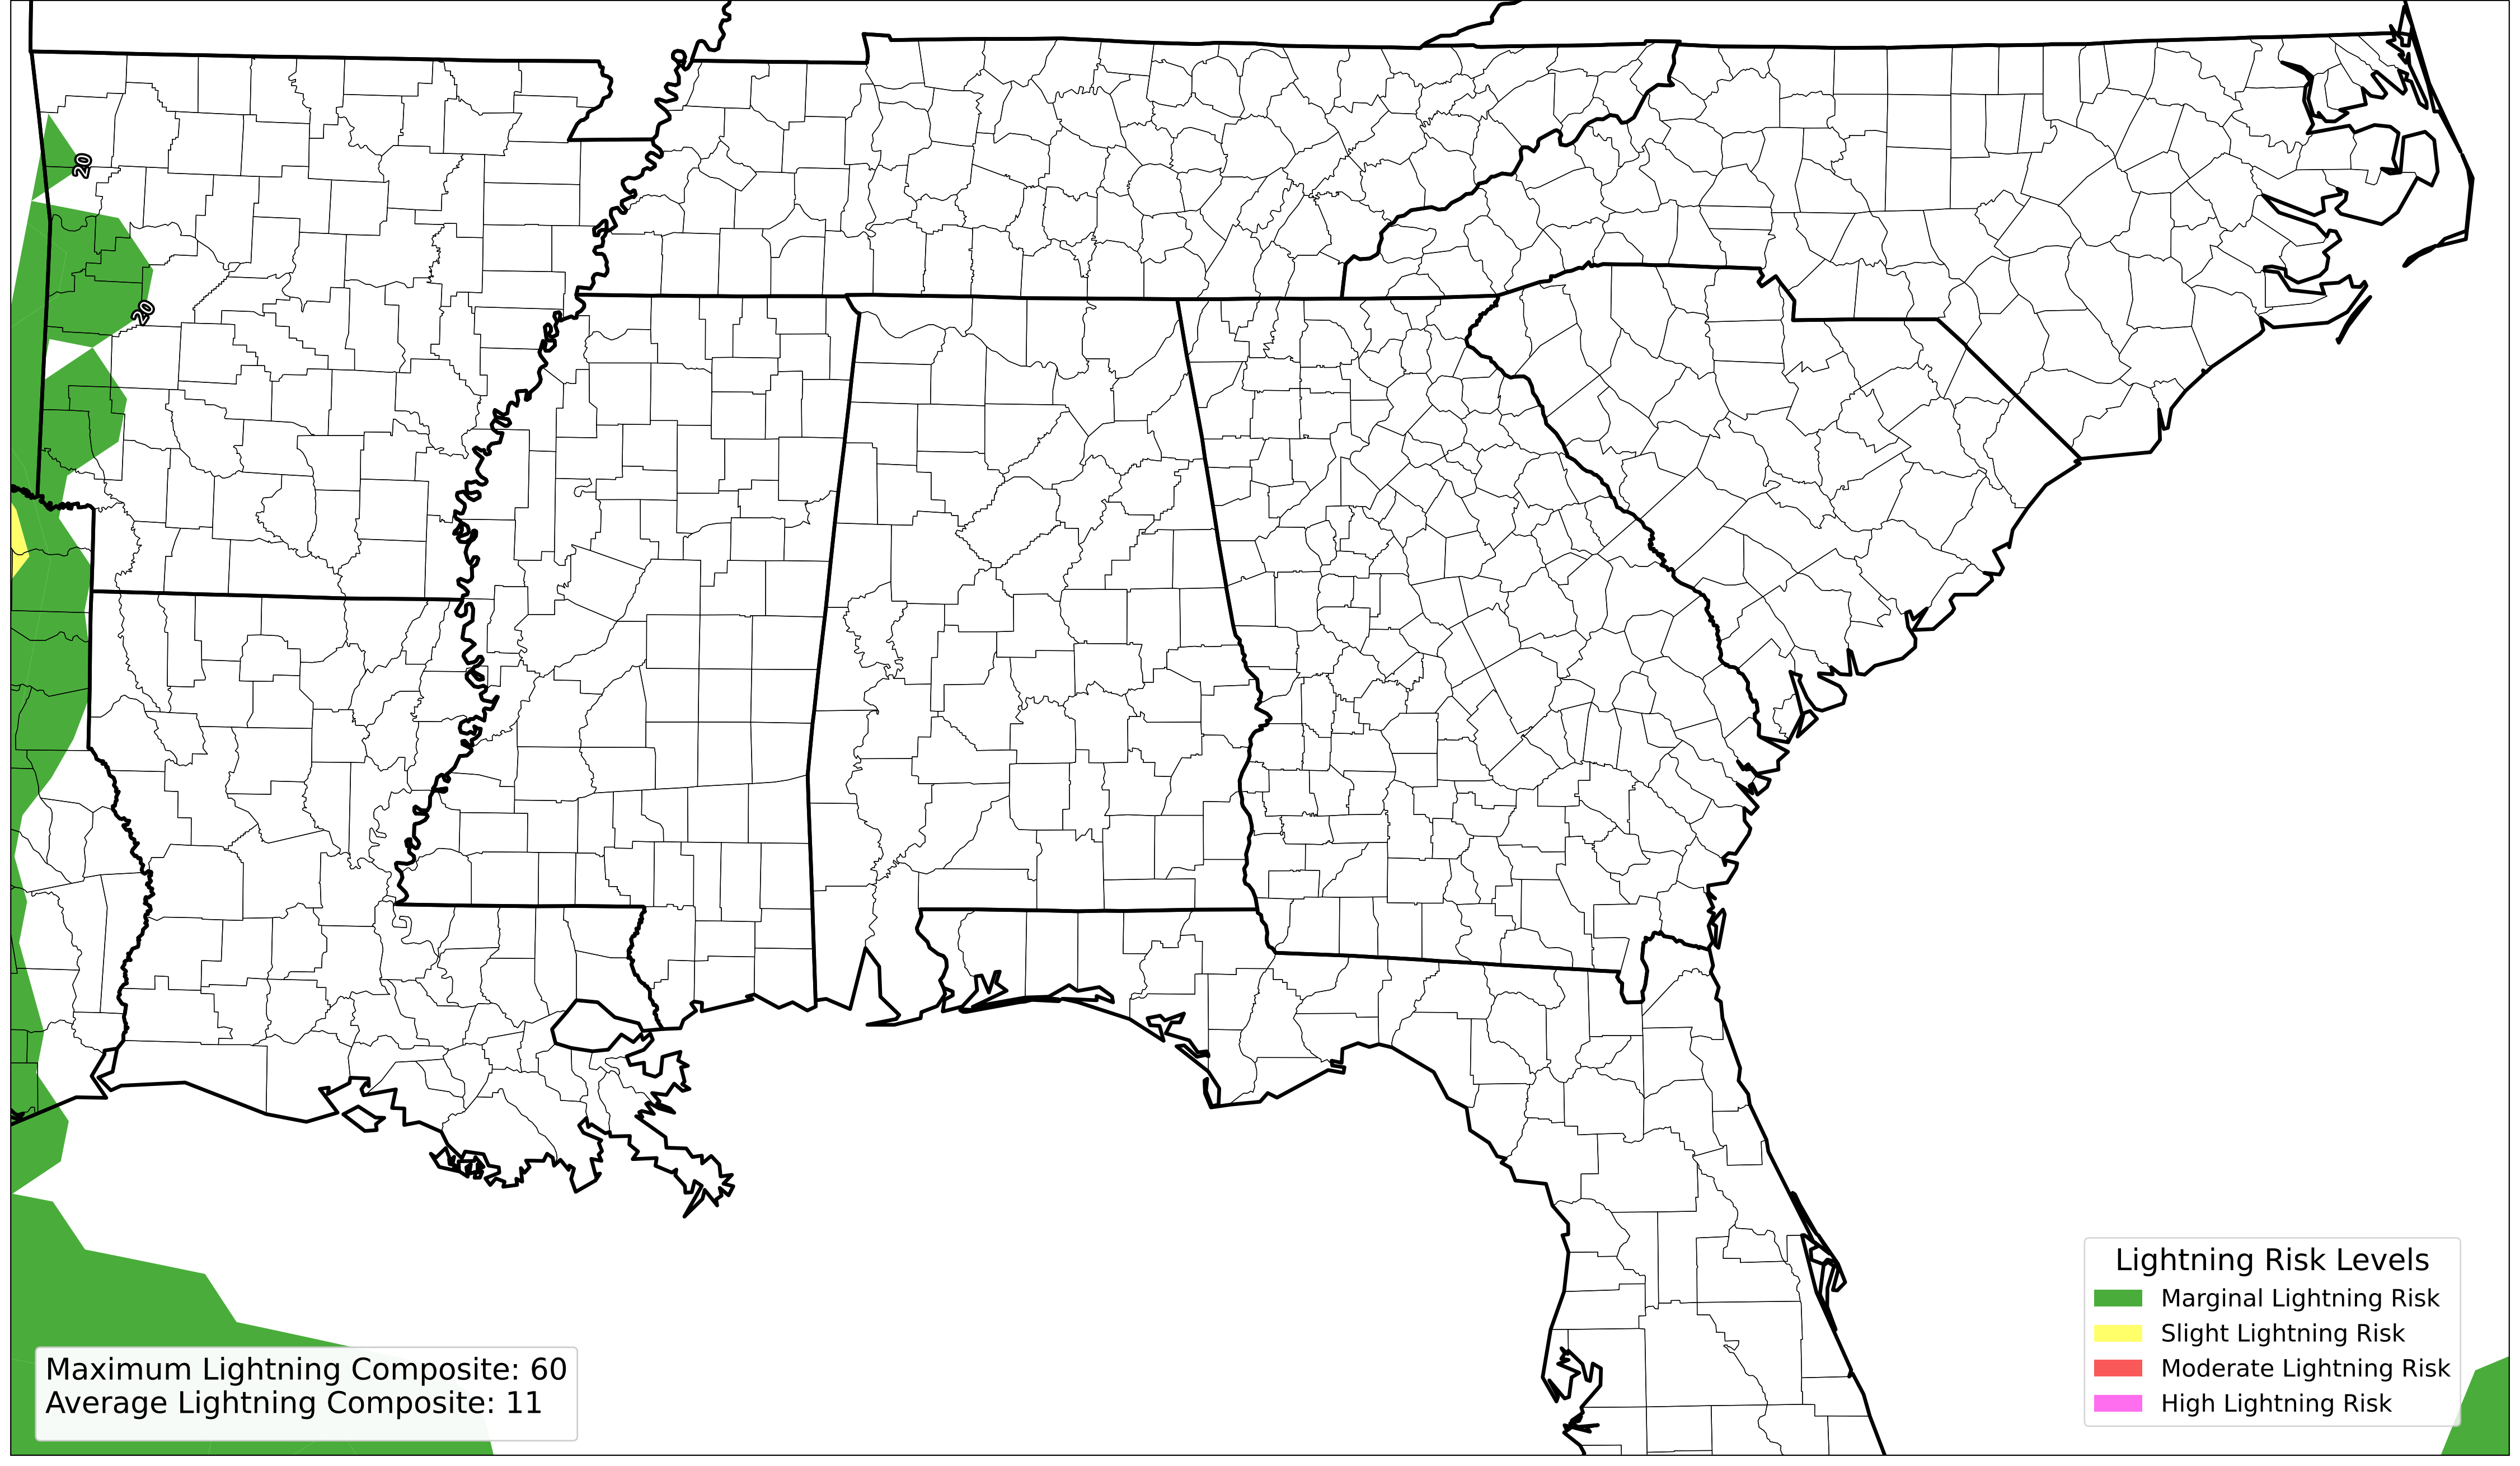 20
20
Maximum Lightning Composite: 60
Average Lightning Composite: 11
Lightning Risk Levels
Marginal Lightning Risk
Slight Lightning Risk
Moderate Lightning Risk
High Lightning Risk